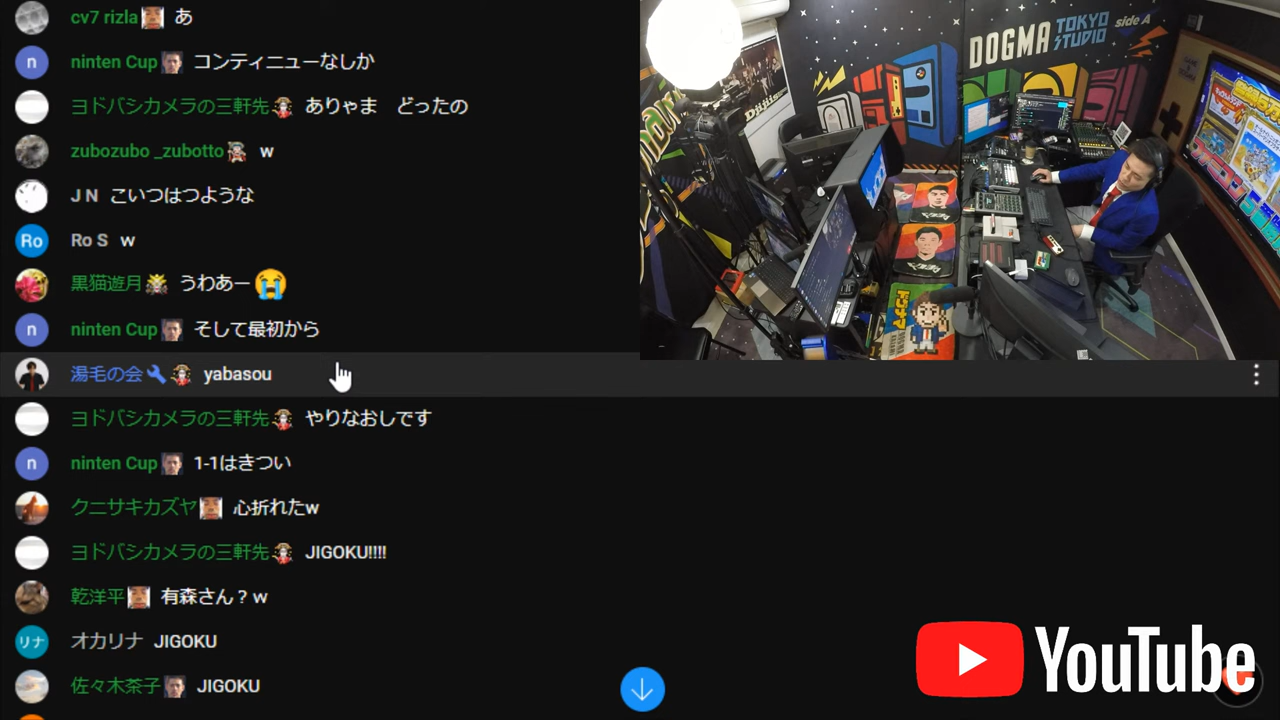 cv7 rizla あ
ninten Cup コンティニューなしか
ヨドバシカメラの三軒先 ありゃま どったの
zubozubo _zubotto w
J N こいつはつような
Ro S w
黒猫遊月 うわあー
ninten Cup そして最初から
湯毛の会 yabasou
ヨドバシカメラの三軒先 やりなおしです
ninten Cup 1-1はきつい
クニサキカズヤ 心折れたw
ヨドバシカメラの三軒先 JIGOKU!!!!
乾洋平 有森さん？w
オカリナ JIGOKU
佐々木茶子 JIGOKU
n
n
Ro
n
n
リナ
DOGMA TOKYO STUDIO side A
YouTube